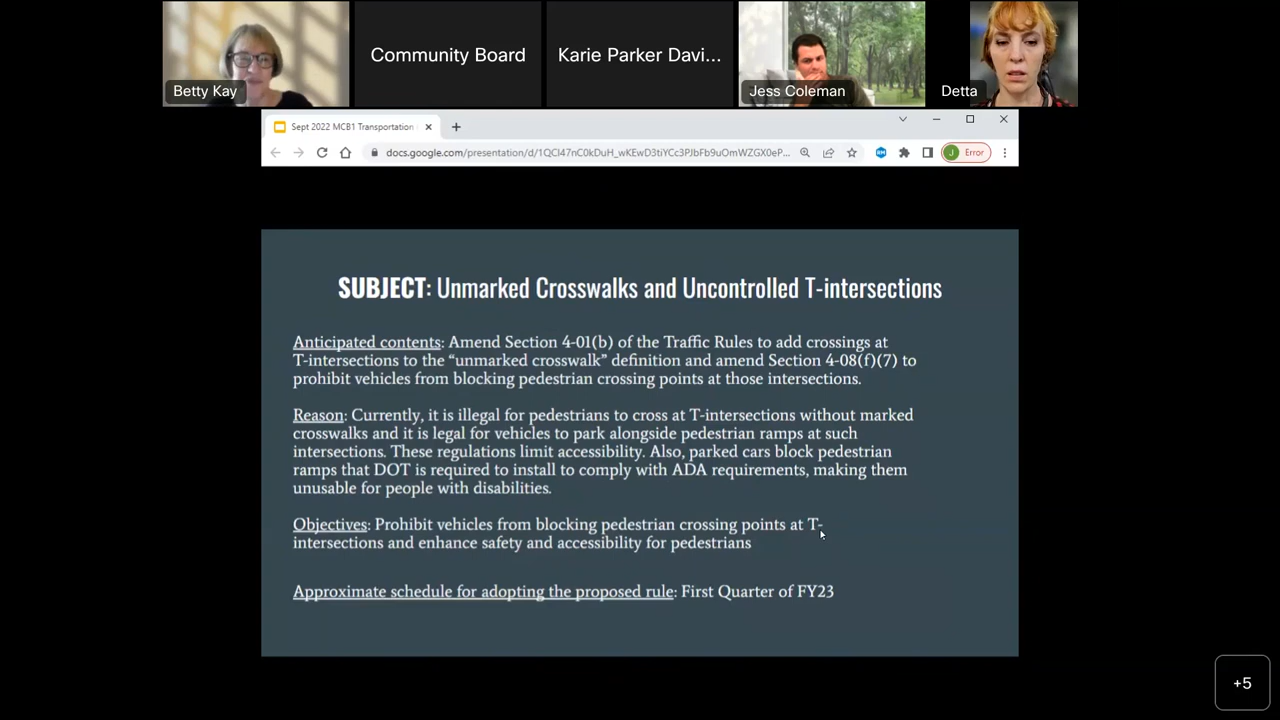 Betty Kay
Community Board
Karie Parker Davi...
Jess Coleman
Detta
Sept 2022 MCB1 Transportation
docs.google.com/presentation/d/1QCl47nC0kDuH_wKEwD3tiYCc3PJbFb9uOmWZGX0eP...
J Error
SUBJECT: Unmarked Crosswalks and Uncontrolled T-intersections
Anticipated contents: Amend Section 4-01(b) of the Traffic Rules to add crossings at
T-intersections to the “unmarked crosswalk” definition and amend Section 4-08(f)(7) to
prohibit vehicles from blocking pedestrian crossing points at those intersections.
Reason: Currently, it is illegal for pedestrians to cross at T-intersections without marked
crosswalks and it is legal for vehicles to park alongside pedestrian ramps at such
intersections. These regulations limit accessibility. Also, parked cars block pedestrian
ramps that DOT is required to install to comply with ADA requirements, making them
unusable for people with disabilities.
Objectives: Prohibit vehicles from blocking pedestrian crossing points at T-
intersections and enhance safety and accessibility for pedestrians
Approximate schedule for adopting the proposed rule: First Quarter of FY23
+5